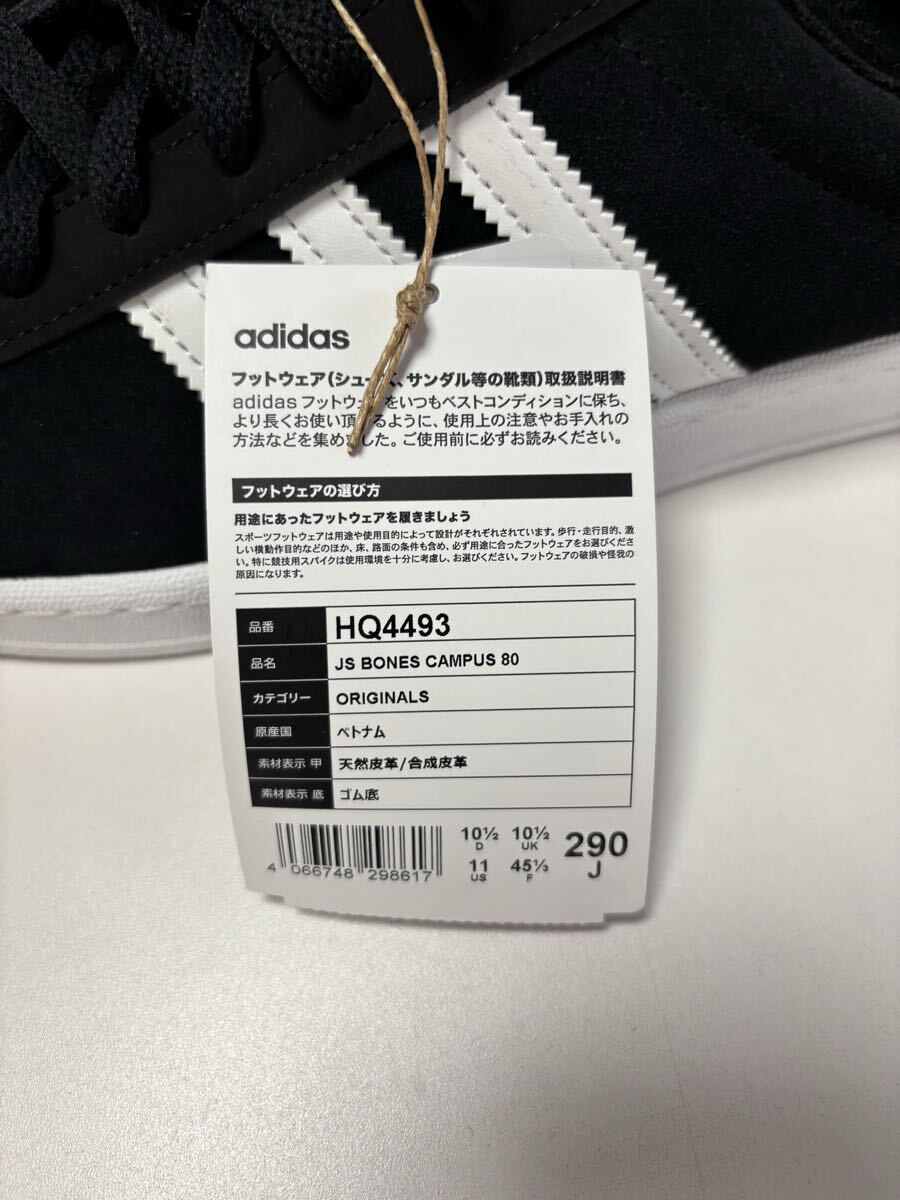 adidas
フットウェア(シューズ、サンダル等の靴類)取扱説明書
adidas フットウェアをいつもベストコンディションに保ち、
より長くお使い頂けるように、使用上の注意やお手入れの
方法などを集めました。ご使用前に必ずお読みください。
フットウェアの選び方
用途にあったフットウェアを履きましょう
スポーツフットウェアは用途や使用目的によって設計がそれぞれされています。歩行・走行目的、激
しい横動作目的などのほか、床、路面の条件も含め、必ず用途に合ったフットウェアをお選びくださ
い。特に競技用スパイクは使用環境を十分に考慮し、お選びください。フットウェアの破損や怪我の
原因になります。
品番 HQ4493
品名 JS BONES CAMPUS 80
カテゴリー ORIGINALS
原産国 ベトナム
素材表示 甲 天然皮革/合成皮革
素材表示 底 ゴム底
10½ 10½ 290
D UK J
11 45⅓
US F
4 066748 298617